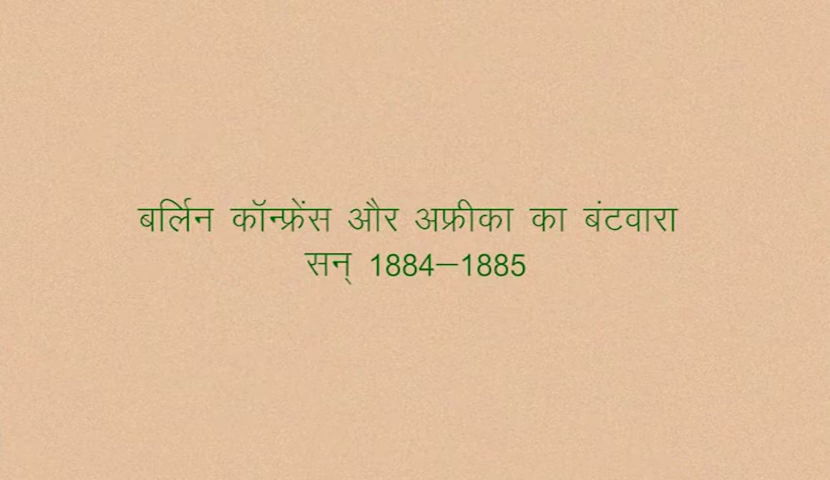 बर्लिन कॉन्फ्रेंस और अफ्रीका का बंटवारा
सन् 1884–1885